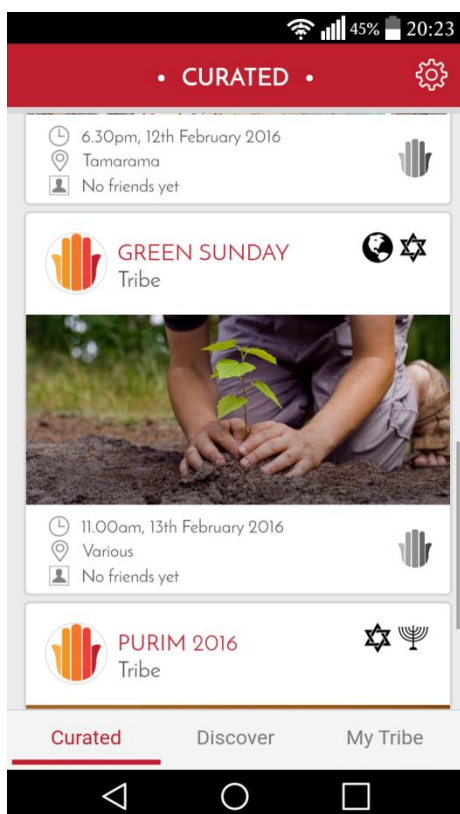 45% 20:23
• CURATED •
6.30pm, 12th February 2016
Tamarama
No friends yet
GREEN SUNDAY
Tribe
11.00am, 13th February 2016
Various
No friends yet
PURIM 2016
Tribe
Curated Discover My Tribe